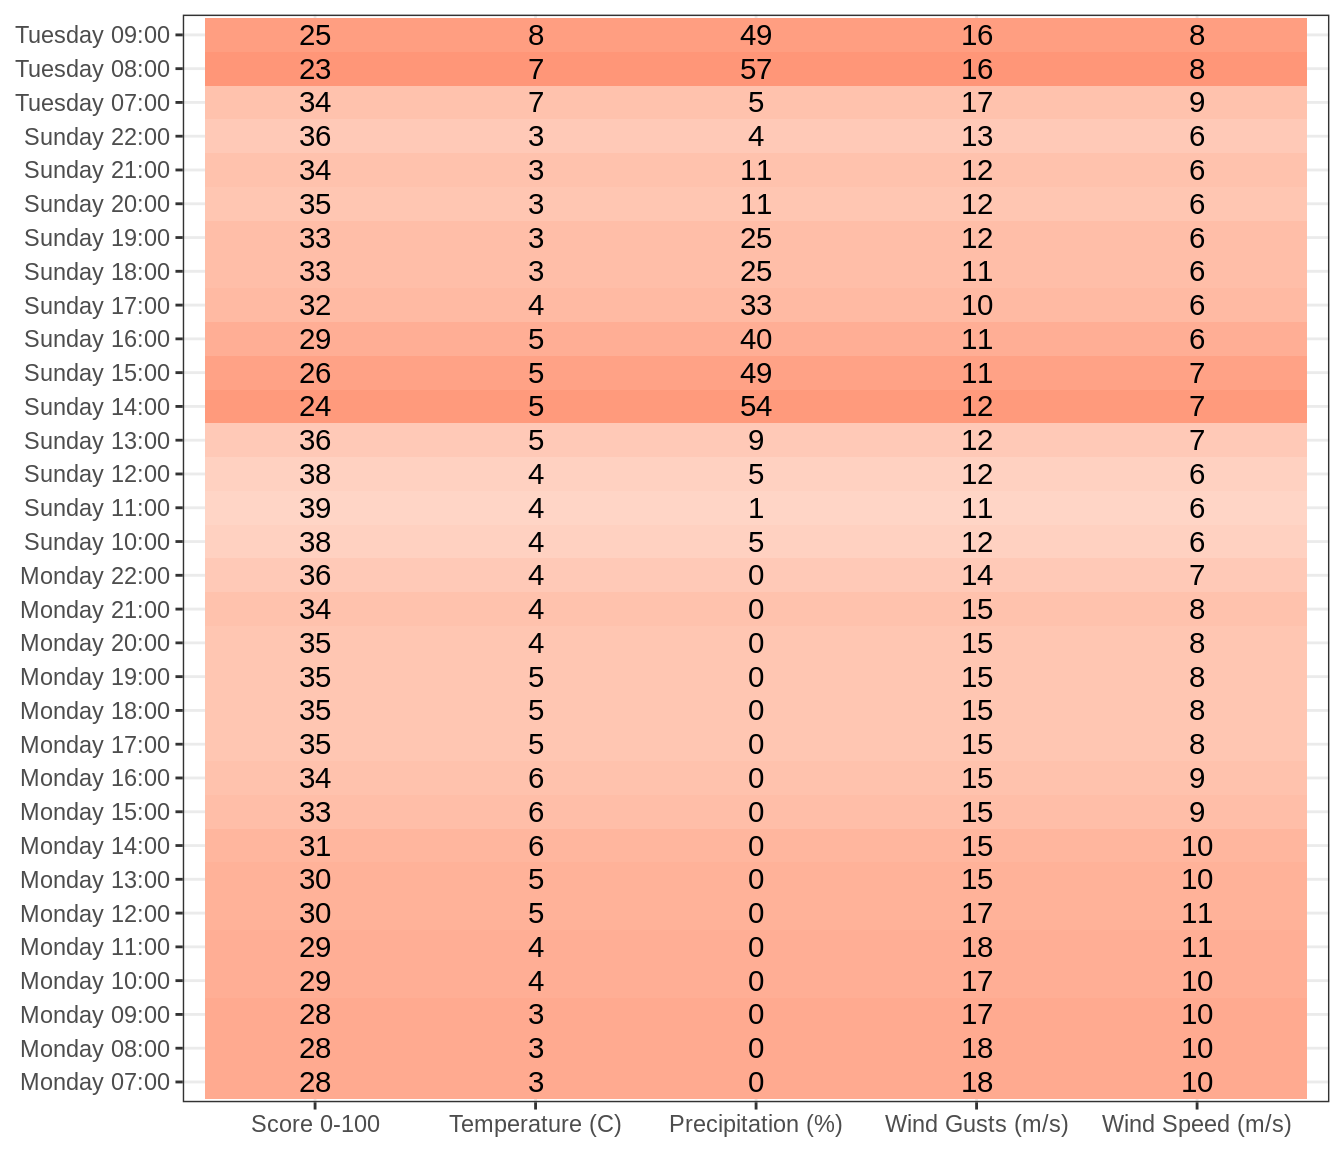 Tuesday 09:00 25 8 49 16 8
Tuesday 08:00 23 7 57 16 8
Tuesday 07:00 34 7 5 17 9
Sunday 22:00 36 3 4 13 6
Sunday 21:00 34 3 11 12 6
Sunday 20:00 35 3 11 12 6
Sunday 19:00 33 3 25 12 6
Sunday 18:00 33 3 25 11 6
Sunday 17:00 32 4 33 10 6
Sunday 16:00 29 5 40 11 6
Sunday 15:00 26 5 49 11 7
Sunday 14:00 24 5 54 12 7
Sunday 13:00 36 5 9 12 7
Sunday 12:00 38 4 5 12 6
Sunday 11:00 39 4 1 11 6
Sunday 10:00 38 4 5 12 6
Monday 22:00 36 4 0 14 7
Monday 21:00 34 4 0 15 8
Monday 20:00 35 4 0 15 8
Monday 19:00 35 5 0 15 8
Monday 18:00 35 5 0 15 8
Monday 17:00 35 5 0 15 8
Monday 16:00 34 6 0 15 9
Monday 15:00 33 6 0 15 9
Monday 14:00 31 6 0 15 10
Monday 13:00 30 5 0 15 10
Monday 12:00 30 5 0 17 11
Monday 11:00 29 4 0 18 11
Monday 10:00 29 4 0 17 10
Monday 09:00 28 3 0 17 10
Monday 08:00 28 3 0 18 10
Monday 07:00 28 3 0 18 10
Score 0-100 Temperature (C) Precipitation (%) Wind Gusts (m/s) Wind Speed (m/s)